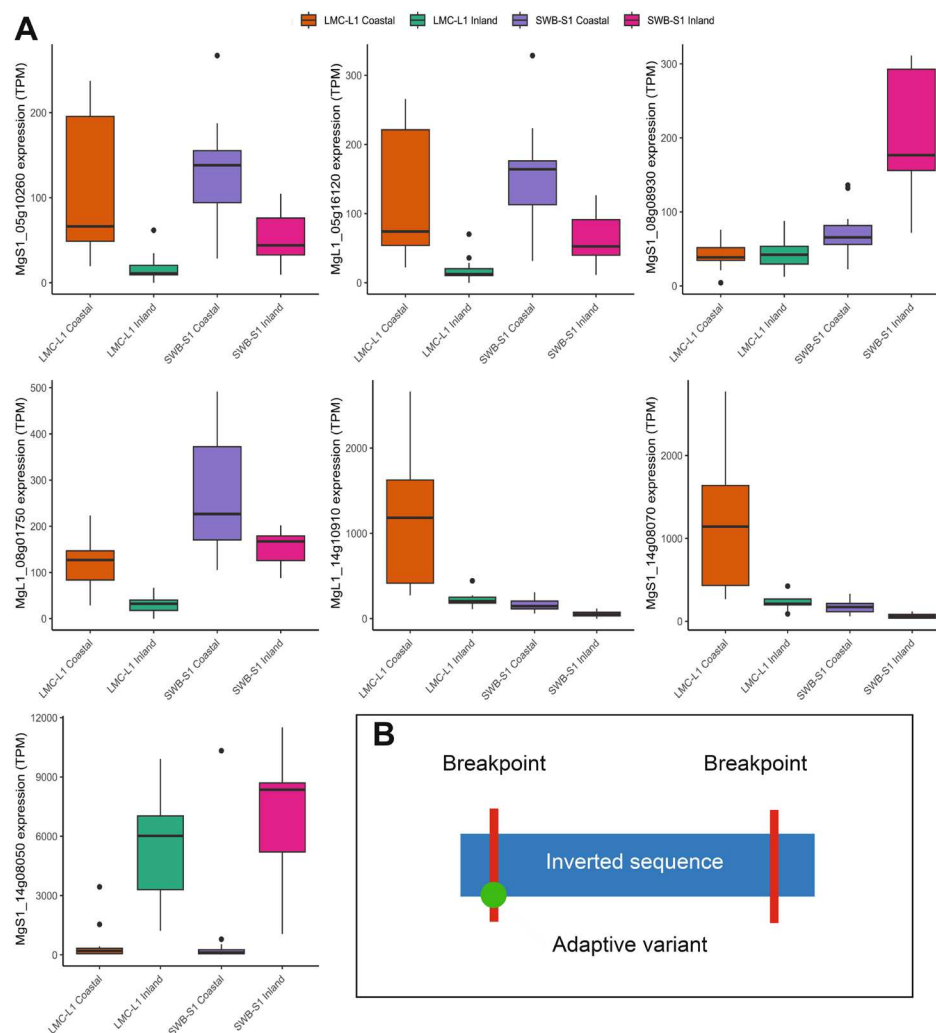 LMC-L1 Coastal LMC-L1 Inland SWB-S1 Coastal SWB-S1 Inland
A
MgS1_05g10260 expression (TPM)
200
100
0
LMC-L1 Coastal
LMC-L1 Inland
SWB-S1 Coastal
SWB-S1 Inland
MgL1_05g16120 expression (TPM)
300
200
100
0
LMC-L1 Coastal
LMC-L1 Inland
SWB-S1 Coastal
SWB-S1 Inland
MgS1_08g08930 expression (TPM)
300
200
100
0
LMC-L1 Coastal
LMC-L1 Inland
SWB-S1 Coastal
SWB-S1 Inland
MgL1_08g01750 expression (TPM)
500
400
300
200
100
0
LMC-L1 Coastal
LMC-L1 Inland
SWB-S1 Coastal
SWB-S1 Inland
MgL1_14g10910 expression (TPM)
2000
1000
0
LMC-L1 Coastal
LMC-L1 Inland
SWB-S1 Coastal
SWB-S1 Inland
MgS1_14g08070 expression (TPM)
2000
1000
0
LMC-L1 Coastal
LMC-L1 Inland
SWB-S1 Coastal
SWB-S1 Inland
MgS1_14g08050 expression (TPM)
12000
9000
6000
3000
0
LMC-L1 Coastal
LMC-L1 Inland
SWB-S1 Coastal
SWB-S1 Inland
B
Breakpoint Breakpoint
Inverted sequence
Adaptive variant